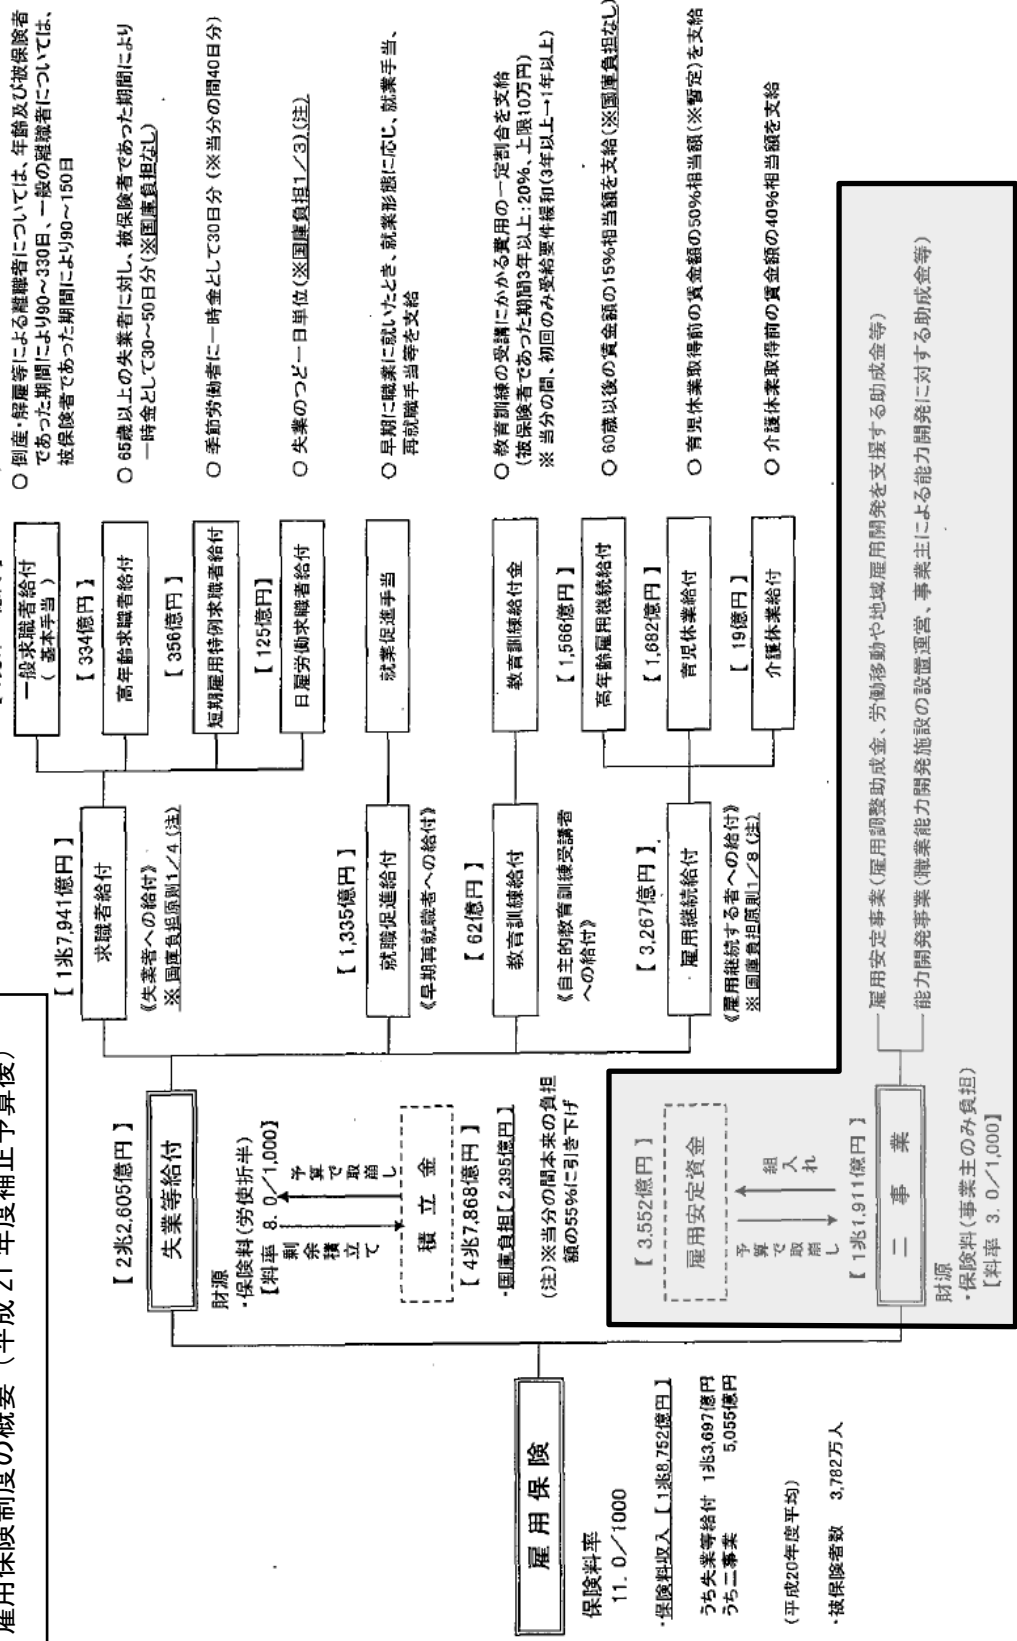 雇用保険制度の概要（平成21年度補正予算後）
雇用保険
保険料率
11．0／1000
・保険料収入【1兆8,752億円】
うち失業等給付 1兆3,697億円
うち二事業 5,055億円
（平成20年度平均）
・被保険者数 3,782万人
【2兆2,605億円】
失業等給付
財源
・保険料（労使折半）
【料率 8．0／1,000】
剰余積立て
予算で取崩し
積立金
【4兆7,868億円】
・国庫負担【2,395億円】
（注）※当分の間本来の負担
額の55％に引き下げ
【3,552億円】
雇用安定資金
予算で取崩し
組入れ
【1兆1,911億円】
二事業
財源
・保険料（事業主のみ負担）
【料率 3．0／1,000】
【1兆7,941億円】
求職者給付
《失業者への給付》
※国庫負担原則1／4（注）
【1,335億円】
就職促進給付
《早期再就職者への給付》
【62億円】
教育訓練給付
《自主的教育訓練受講者
への給付》
【3,267億円】
雇用継続給付
《雇用継続する者への給付》
※国庫負担原則1／8（注）
一般求職者給付
（基本手当）
【334億円】
高年齢求職者給付
【356億円】
短期雇用特例求職者給付
【125億円】
日雇労働求職者給付
就業促進手当
教育訓練給付金
【1,566億円】
高年齢雇用継続給付
【1,682億円】
育児休業給付
【19億円】
介護休業給付
○ 倒産・解雇等による離職者については、年齢及び被保険者
であった期間により90～330日、一般の離職者については、
被保険者であった期間により90～150日
○ 65歳以上の失業者に対し、被保険者であった期間により
一時金として30～50日分（※国庫負担なし）
○ 季節労働者に一時金として30日分（※当分の間40日分）
○ 失業のつど一日単位（※国庫負担1／3）（注）
○ 早期に職業に就いたとき、就業形態に応じ、就業手当、
再就職手当等を支給
○ 教育訓練の受講にかかる費用の一定割合を支給
（被保険者であった期間3年以上：20％、上限10万円）
※ 当分の間、初回のみ受給要件緩和（3年以上→1年以上）
○ 60歳以後の賃金額の15％相当額を支給（※国庫負担なし）
○ 育児休業取得前の賃金額の50％相当額（※暫定）を支給
○ 介護休業取得前の賃金額の40％相当額を支給
雇用安定事業（雇用調整助成金、労働移動や地域雇用開発を支援する助成金等）
能力開発事業（職業能力開発施設の設置運営、事業主による能力開発に対する助成金等）